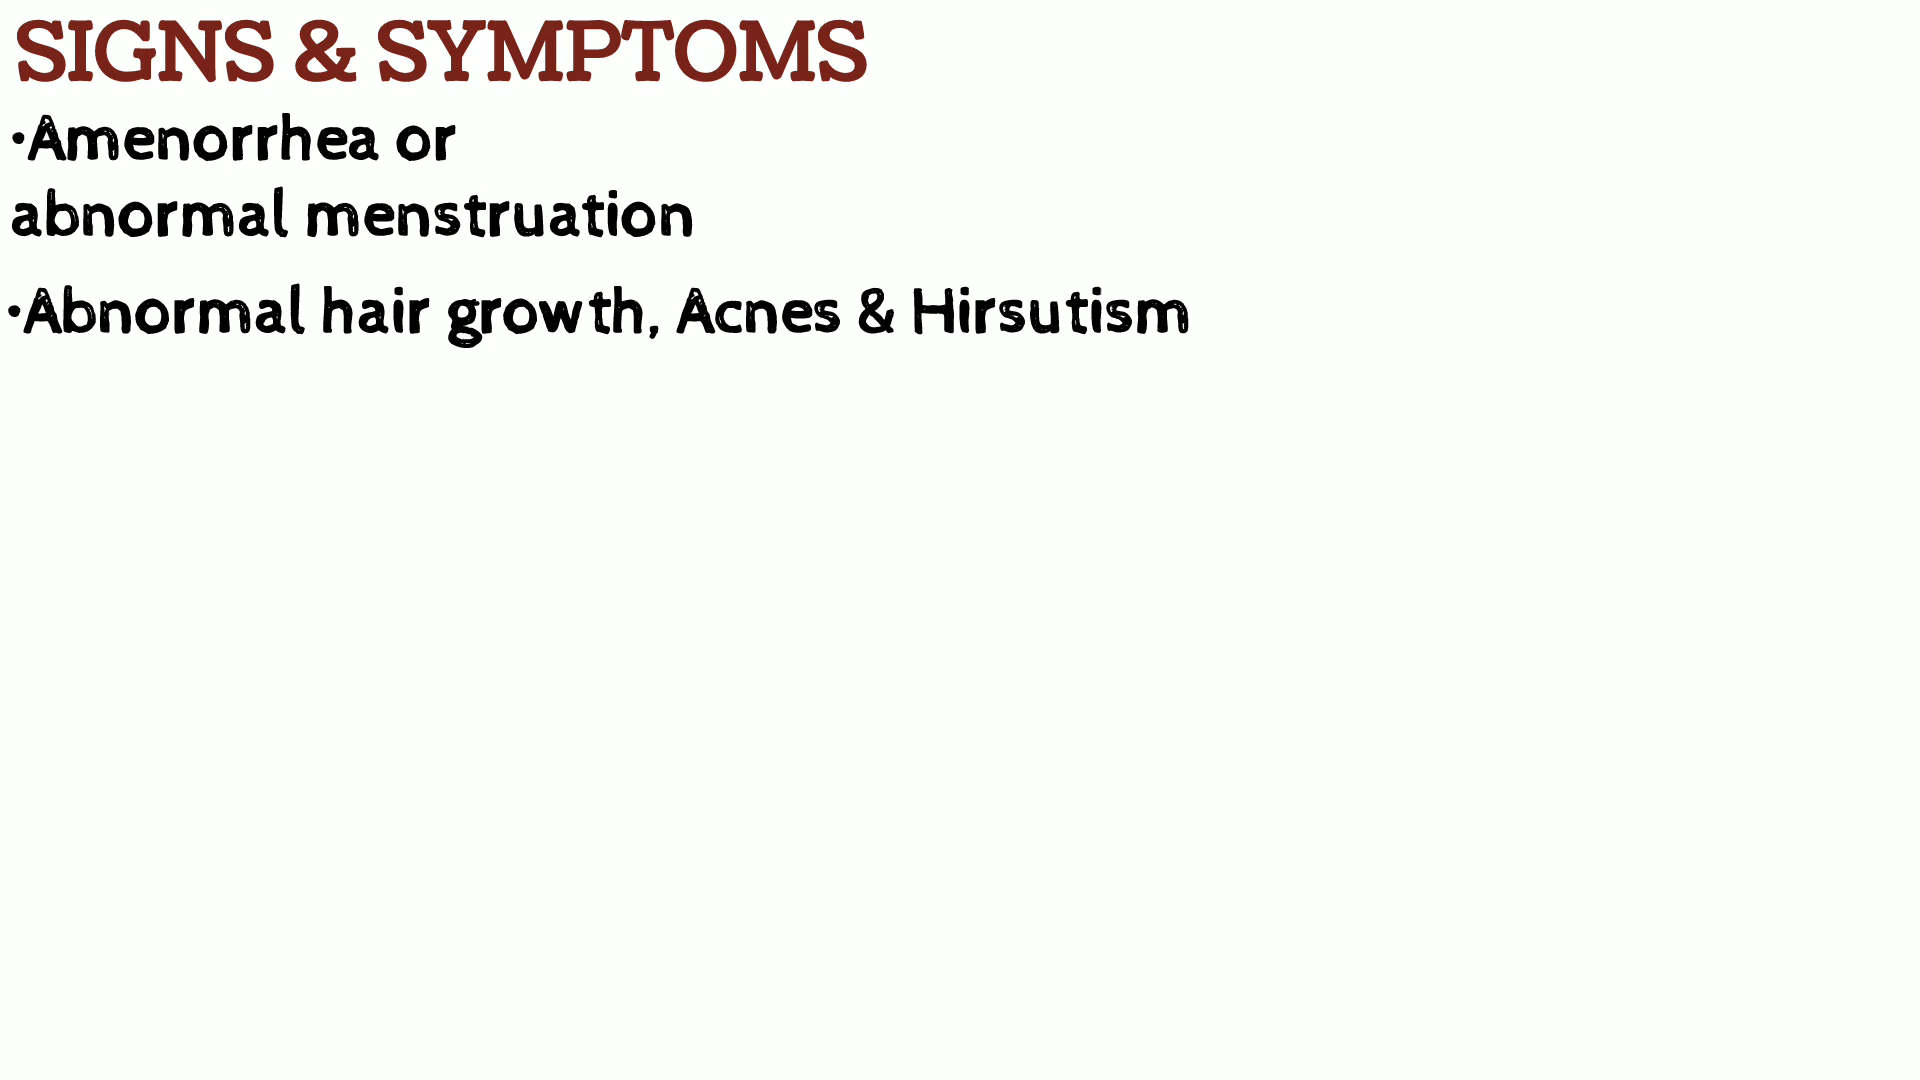 SIGNS & SYMPTOMS
•Amenorrhea or
abnormal menstruation
•Abnormal hair growth, Acnes & Hirsutism